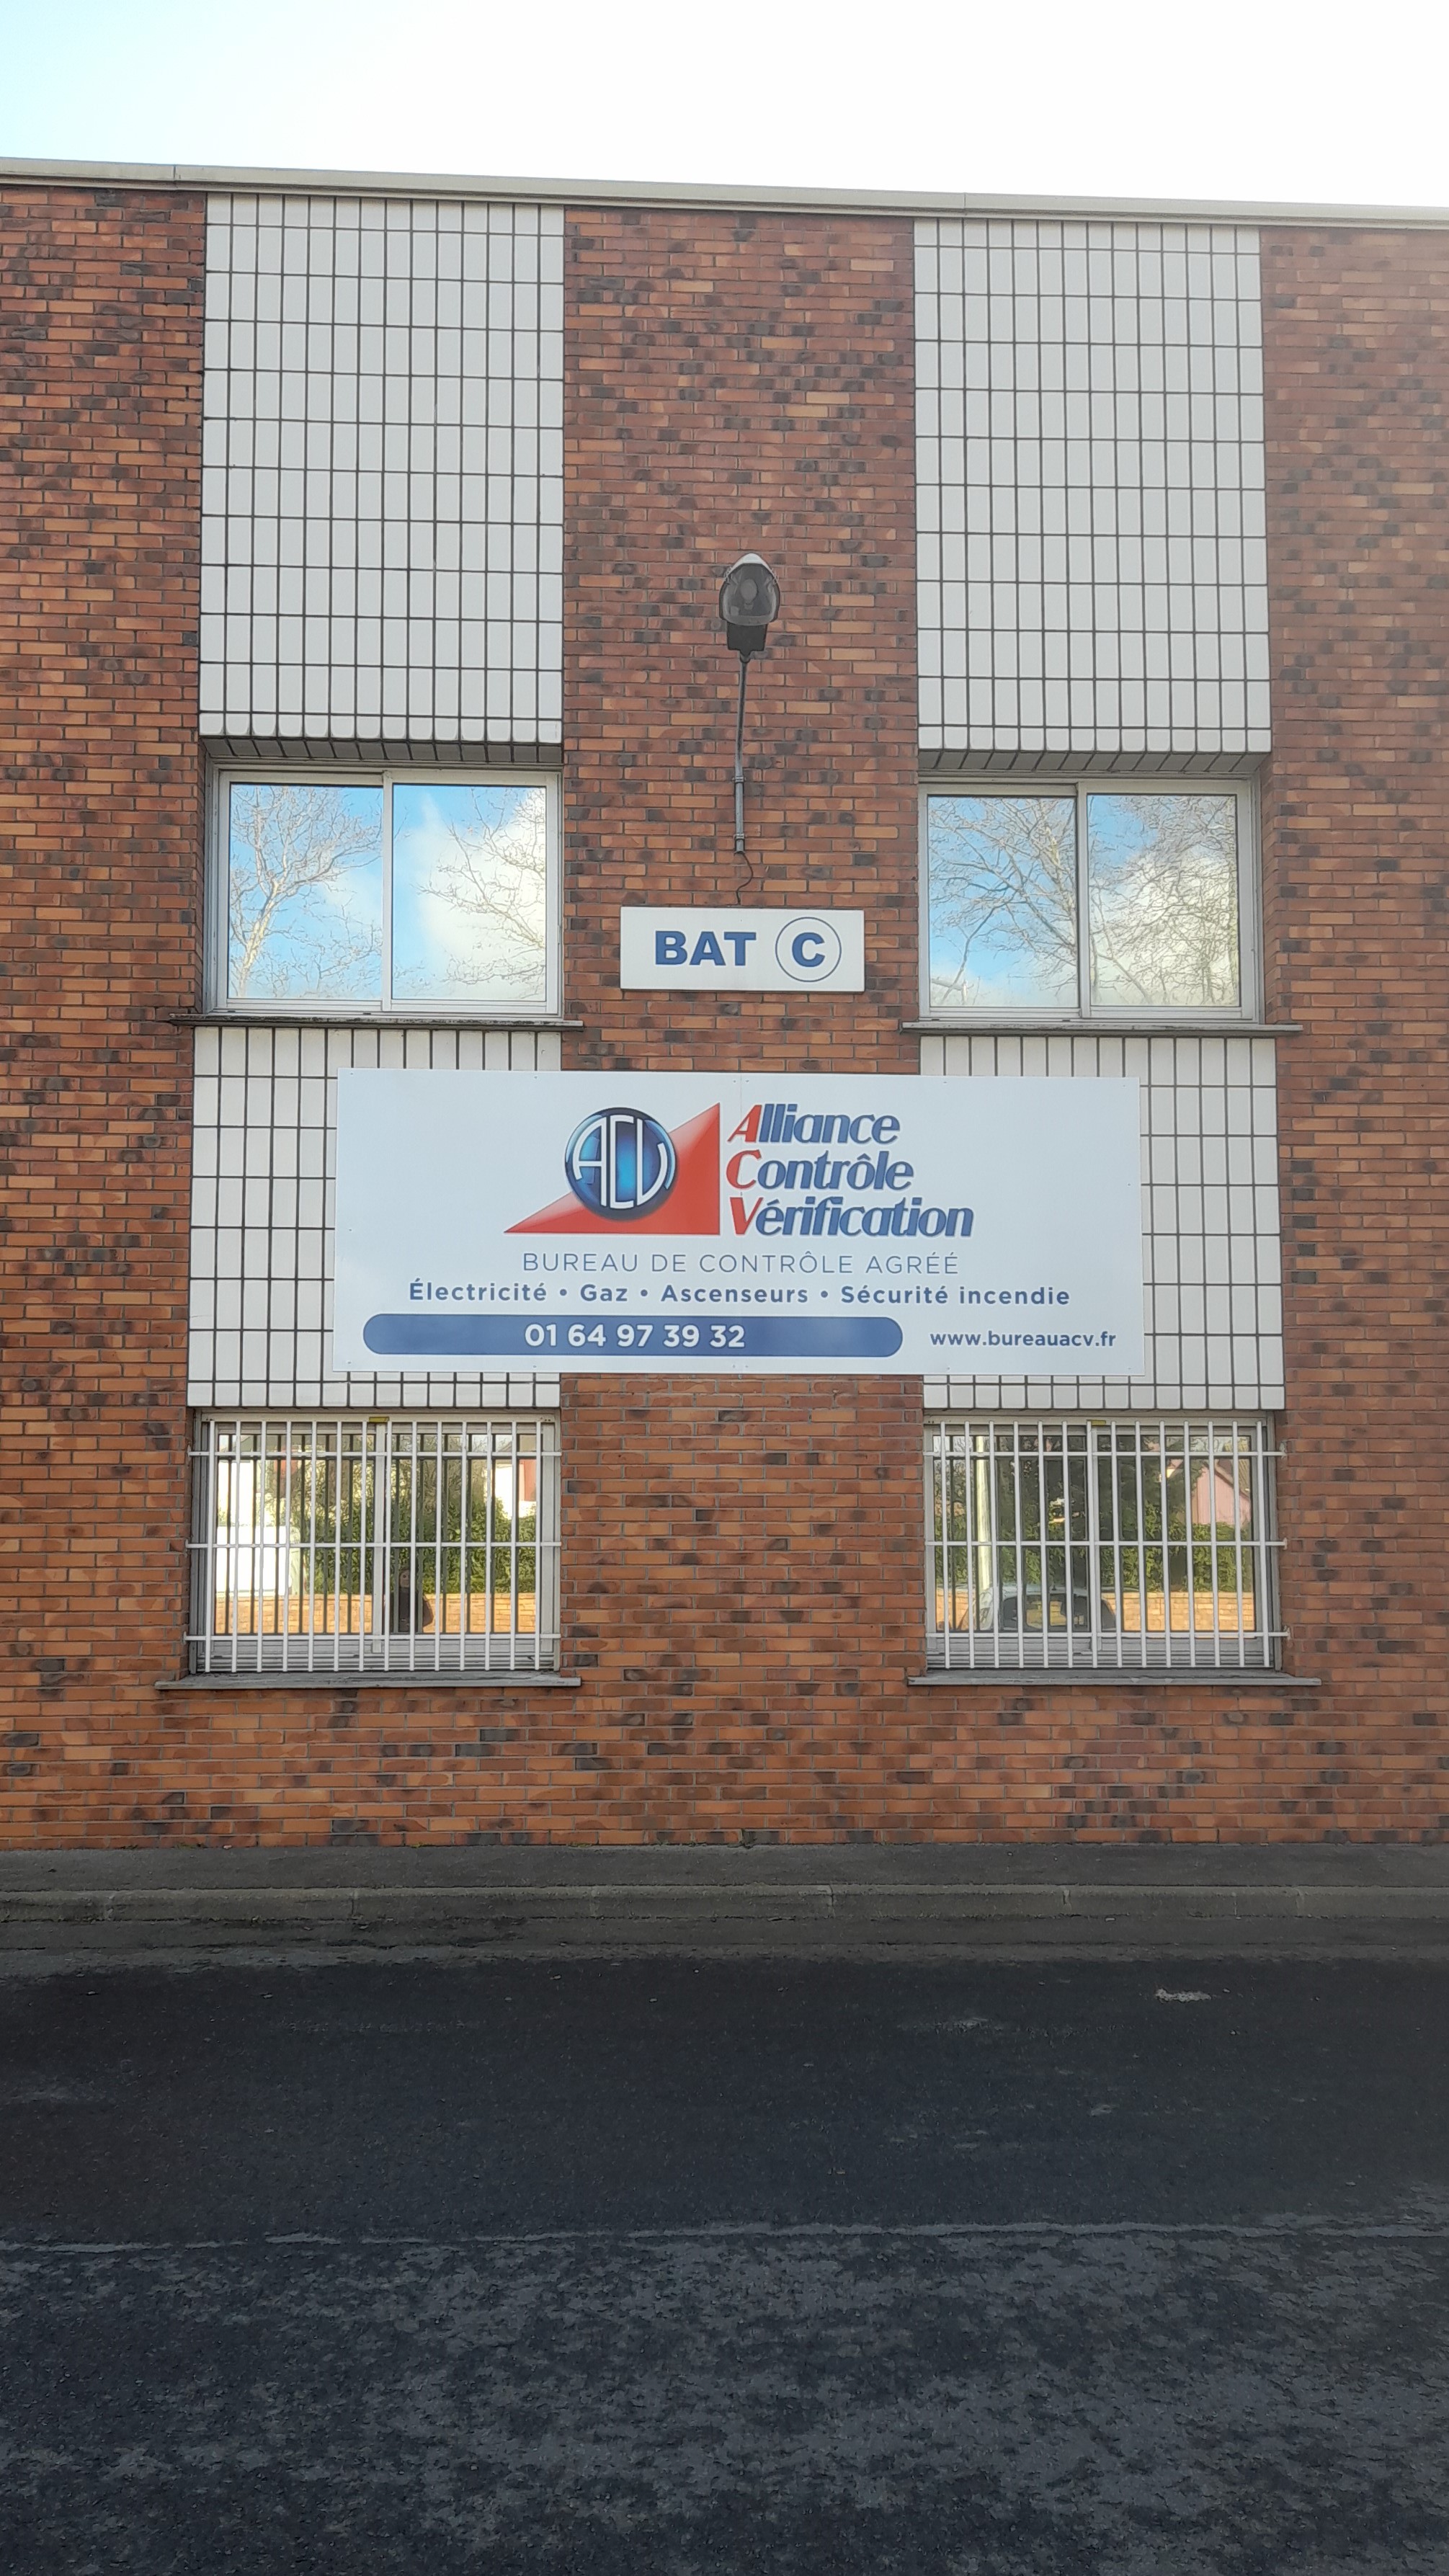 BAT C
ACV
Alliance
Contrôle
Vérification
BUREAU DE CONTRÔLE AGRÉÉ
Électricité • Gaz • Ascenseurs • Sécurité incendie
01 64 97 39 32
www.bureauacv.fr